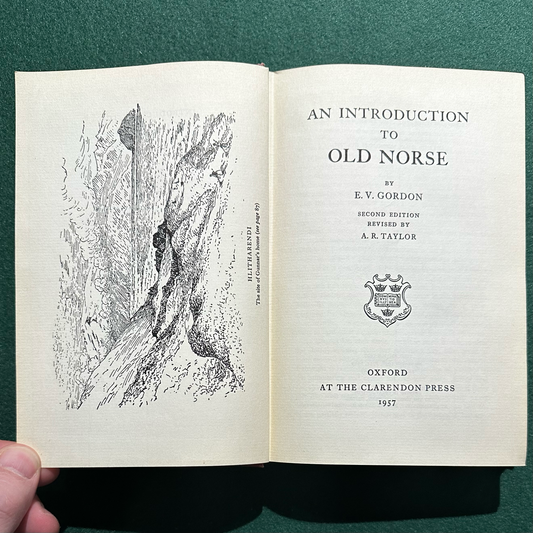 HLITHARENDI
The site of Gunnar's home (see page 87)
AN INTRODUCTION
TO
OLD NORSE
BY
E. V. GORDON
SECOND EDITION
REVISED BY
A. R. TAYLOR
OXFORD
AT THE CLARENDON PRESS
1957